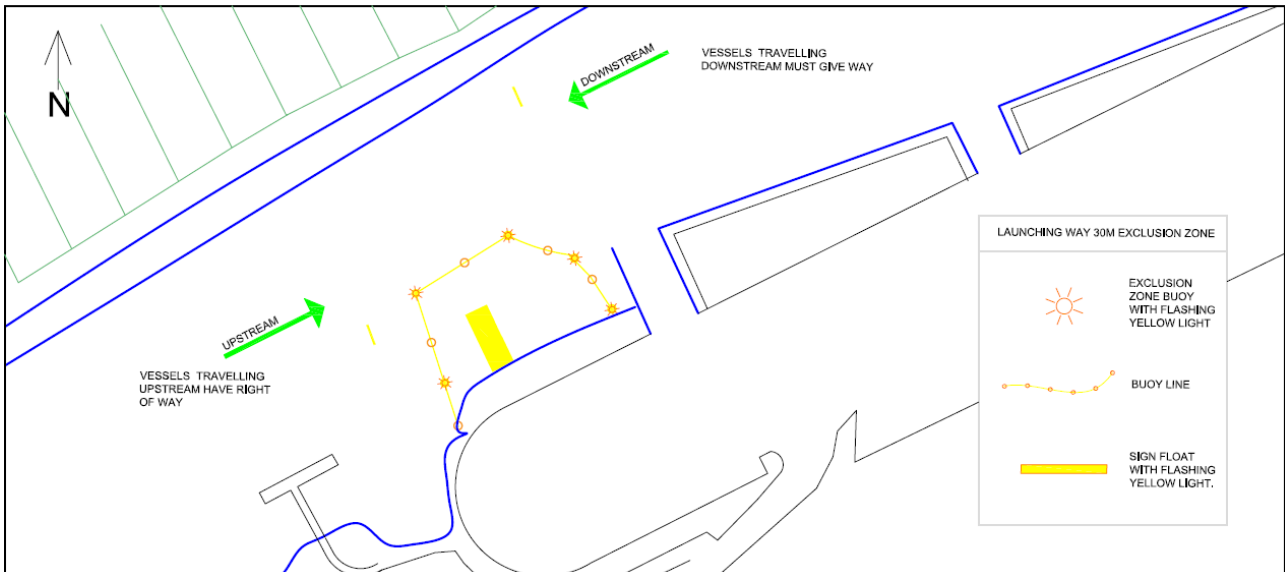 N
DOWNSTREAM
VESSELS TRAVELLING
DOWNSTREAM MUST GIVE WAY
UPSTREAM
VESSELS TRAVELLING
UPSTREAM HAVE RIGHT
OF WAY
LAUNCHING WAY 30M EXCLUSION ZONE
EXCLUSION
ZONE BUOY
WITH FLASHING
YELLOW LIGHT
BUOY LINE
SIGN FLOAT
WITH FLASHING
YELLOW LIGHT.